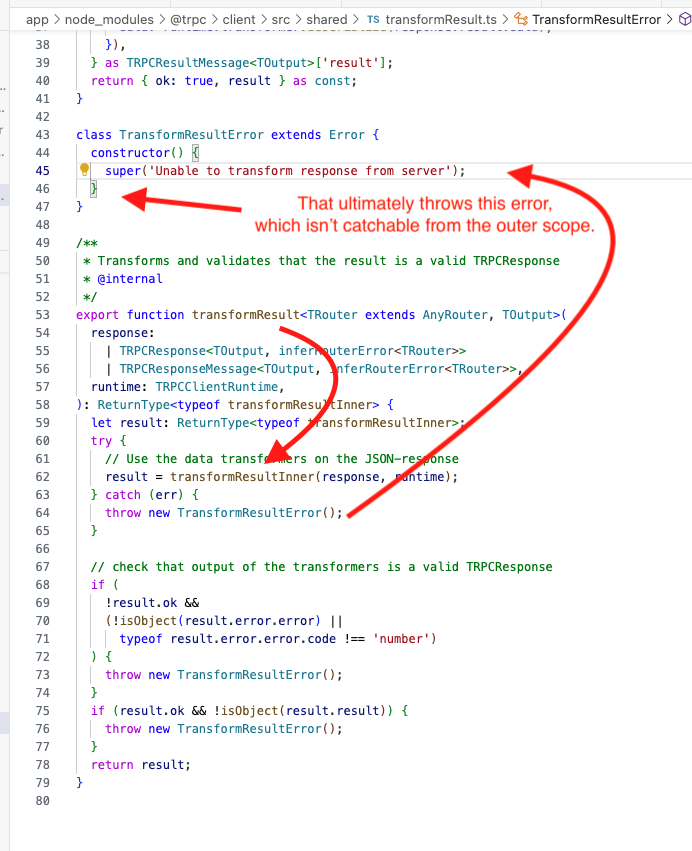 app > node_modules > @trpc > client > src > shared > TS transformResult.ts > TransformResultError >
38 }),
39 } as TRPCResultMessage<TOutput>['result'];
40 return { ok: true, result } as const;
41 }
42
43 class TransformResultError extends Error {
44 constructor() {
45 super('Unable to transform response from server');
46 }
That ultimately throws this error,
which isn't catchable from the outer scope.
47 }
48
49 /**
50 * Transforms and validates that the result is a valid TRPCResponse
51 * @internal
52 */
53 export function transformResult<TRouter extends AnyRouter, TOutput>(
54 response:
55 | TRPCResponse<TOutput, inferRouterError<TRouter>>
56 | TRPCResponseMessage<TOutput, inferRouterError<TRouter>>,
57 runtime: TRPCClientRuntime,
58 ): ReturnType<typeof transformResultInner> {
59 let result: ReturnType<typeof transformResultInner>;
60 try {
61 // Use the data transformers on the JSON-response
62 result = transformResultInner(response, runtime);
63 } catch (err) {
64 throw new TransformResultError();
65 }
66
67 // check that output of the transformers is a valid TRPCResponse
68 if (
69 !result.ok &&
70 (!isObject(result.error.error) ||
71 typeof result.error.error.code !== 'number')
72 ) {
73 throw new TransformResultError();
74 }
75 if (result.ok && !isObject(result.result)) {
76 throw new TransformResultError();
77 }
78 return result;
79 }
80